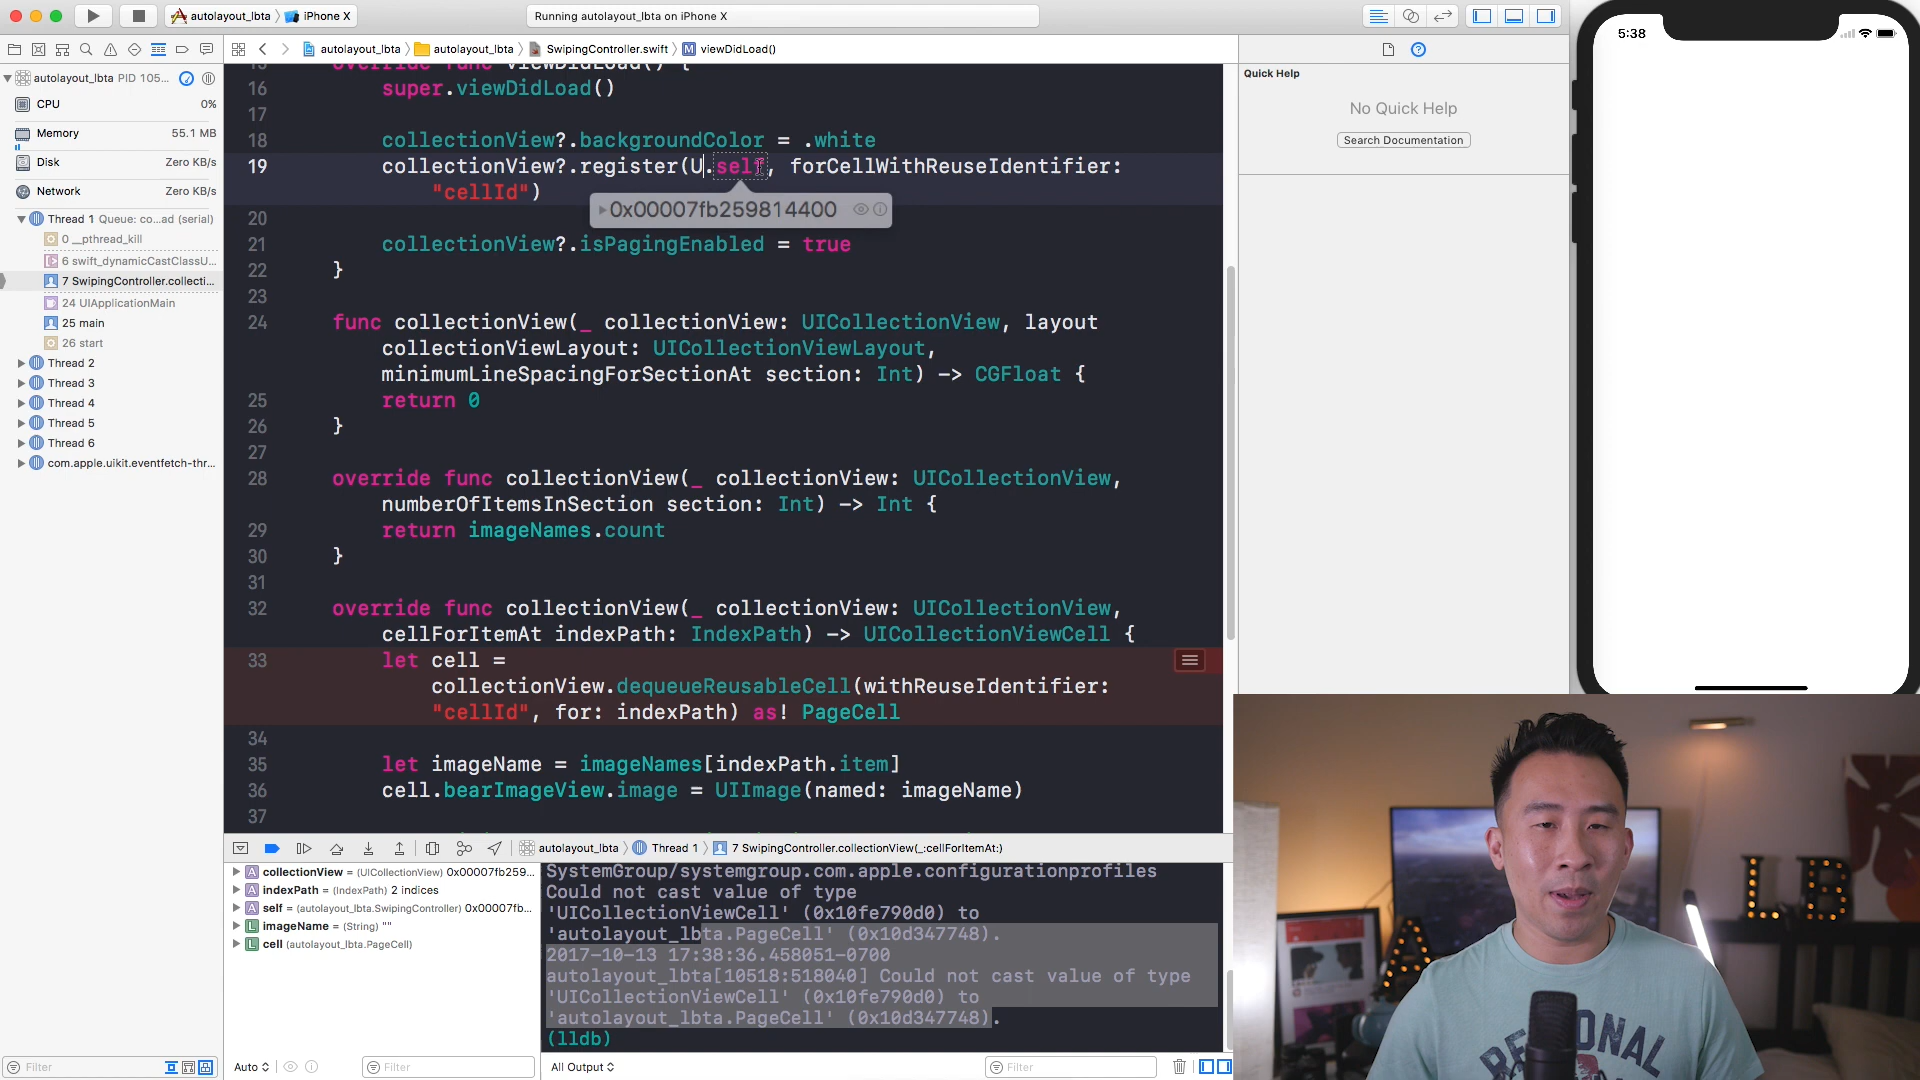 autolayout_lbta
iPhone X
Running autolayout_lbta on iPhone X
autolayout_lbta
autolayout_lbta
SwipingController.swift
viewDidLoad()
autolayout_lbta PID 105...
CPU 0%
Memory 55.1 MB
Disk Zero KB/s
Network Zero KB/s
Thread 1 Queue: co...ad (serial)
0 __pthread_kill
6 swift_dynamicCastClassU...
7 SwipingController.collecti...
24 UIApplicationMain
25 main
26 start
Thread 2
Thread 3
Thread 4
Thread 5
Thread 6
com.apple.uikit.eventfetch-thr...
Filter
15 override func viewDidLoad() {
16 super.viewDidLoad()
17
18 collectionView?.backgroundColor = .white
19 collectionView?.register(U.self, forCellWithReuseIdentifier:
"cellId")
0x00007fb259814400
20
21 collectionView?.isPagingEnabled = true
22 }
23
24 func collectionView(_ collectionView: UICollectionView, layout
collectionViewLayout: UICollectionViewLayout,
minimumLineSpacingForSectionAt section: Int) -> CGFloat {
25 return 0
26 }
27
28 override func collectionView(_ collectionView: UICollectionView,
numberOfItemsInSection section: Int) -> Int {
29 return imageNames.count
30 }
31
32 override func collectionView(_ collectionView: UICollectionView,
cellForItemAt indexPath: IndexPath) -> UICollectionViewCell {
33 let cell =
collectionView.dequeueReusableCell(withReuseIdentifier:
"cellId", for: indexPath) as! PageCell
34
35 let imageName = imageNames[indexPath.item]
36 cell.bearImageView.image = UIImage(named: imageName)
37
autolayout_lbta
Thread 1
7 SwipingController.collectionView(_:cellForItemAt:)
collectionView = (UICollectionView) 0x00007fb259...
indexPath = (IndexPath) 2 indices
self = (autolayout_lbta.SwipingController) 0x00007fb...
imageName = (String) ""
cell (autolayout_lbta.PageCell)
Auto
Filter
SystemGroup/systemgroup.com.apple.configurationprofiles
Could not cast value of type
'UICollectionViewCell' (0x10fe790d0) to
'autolayout_lbta.PageCell' (0x10d347748).
2017-10-13 17:38:36.458051-0700
autolayout_lbta[10518:518040] Could not cast value of type
'UICollectionViewCell' (0x10fe790d0) to
'autolayout_lbta.PageCell' (0x10d347748).
(lldb)
All Output
Filter
Quick Help
No Quick Help
Search Documentation
5:38
LB